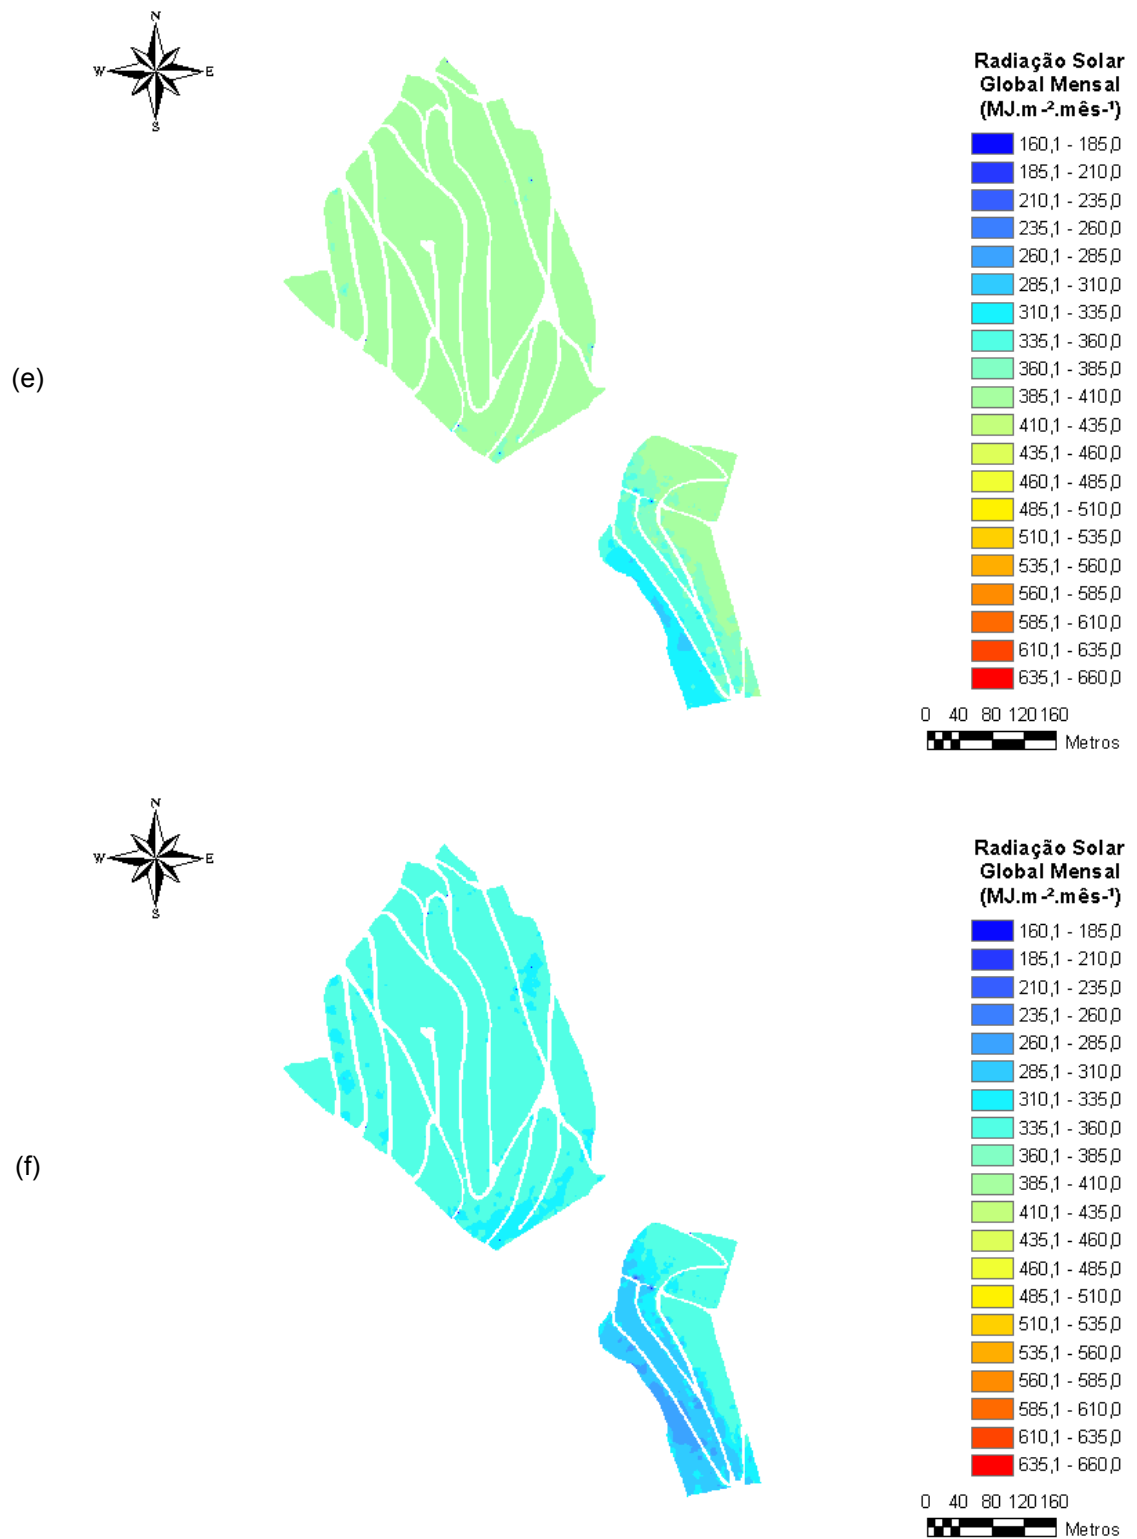 N
W E
S
Radiação Solar
Global Mensal
(MJ.m-².mês-¹)
160,1 - 185,0
185,1 - 210,0
210,1 - 235,0
235,1 - 260,0
260,1 - 285,0
285,1 - 310,0
310,1 - 335,0
335,1 - 360,0
360,1 - 385,0
385,1 - 410,0
410,1 - 435,0
435,1 - 460,0
460,1 - 485,0
485,1 - 510,0
510,1 - 535,0
535,1 - 560,0
560,1 - 585,0
585,1 - 610,0
610,1 - 635,0
635,1 - 660,0
(e)
0 40 80 120 160
Metros
N
W E
S
Radiação Solar
Global Mensal
(MJ.m-².mês-¹)
160,1 - 185,0
185,1 - 210,0
210,1 - 235,0
235,1 - 260,0
260,1 - 285,0
285,1 - 310,0
310,1 - 335,0
335,1 - 360,0
360,1 - 385,0
385,1 - 410,0
410,1 - 435,0
435,1 - 460,0
460,1 - 485,0
485,1 - 510,0
510,1 - 535,0
535,1 - 560,0
560,1 - 585,0
585,1 - 610,0
610,1 - 635,0
635,1 - 660,0
(f)
0 40 80 120 160
Metros